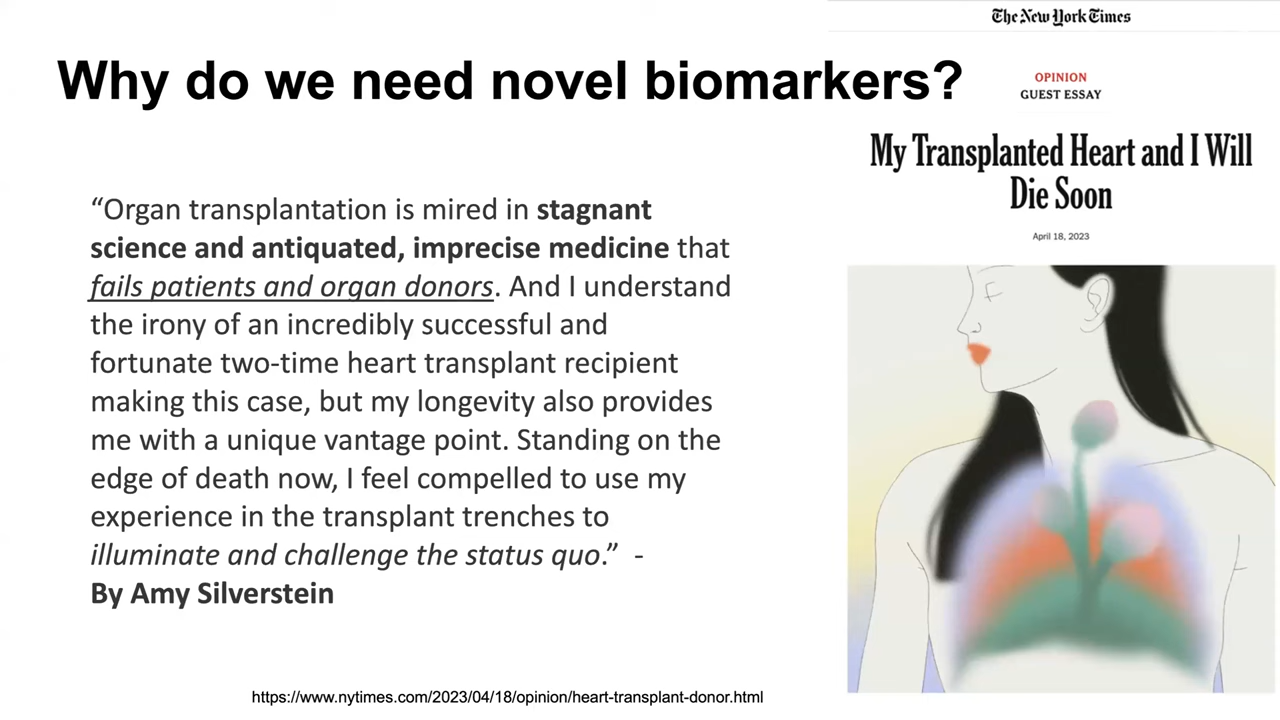 The New York Times
Why do we need novel biomarkers?
OPINION
GUEST ESSAY
My Transplanted Heart and I Will
Die Soon
April 18, 2023
“Organ transplantation is mired in stagnant
science and antiquated, imprecise medicine that
fails patients and organ donors. And I understand
the irony of an incredibly successful and
fortunate two-time heart transplant recipient
making this case, but my longevity also provides
me with a unique vantage point. Standing on the
edge of death now, I feel compelled to use my
experience in the transplant trenches to
illuminate and challenge the status quo.” -
By Amy Silverstein
https://www.nytimes.com/2023/04/18/opinion/heart-transplant-donor.html